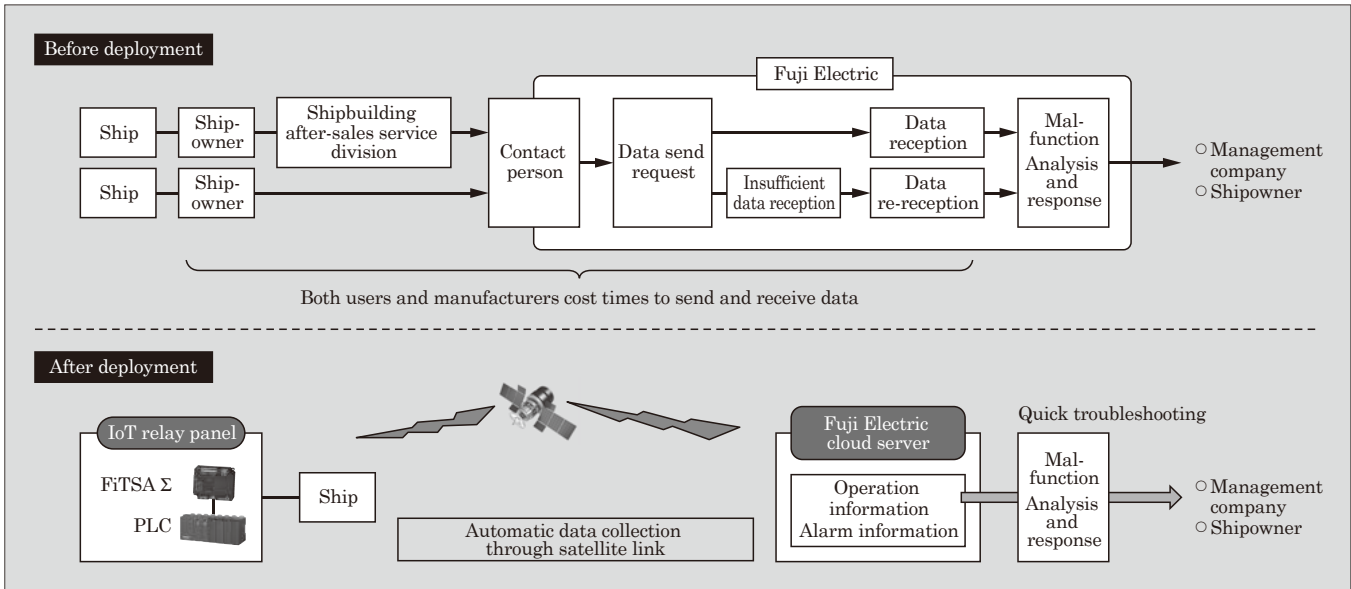 Before deployment
Fuji Electric
Ship
Ship-
owner
Shipbuilding
after-sales service
division
Contact
person
Data send
request
Data
reception
Mal-
function
Analysis
and
response
○ Management
company
○ Shipowner
Ship
Ship-
owner
Insufficient
data reception
Data
re-reception
Both users and manufacturers cost times to send and receive data
After deployment
IoT relay panel
FiTSA Σ
PLC
Ship
Automatic data collection
through satellite link
Fuji Electric
cloud server
Operation
information
Alarm information
Quick troubleshooting
Mal-
function
Analysis
and
response
○ Management
company
○ Shipowner